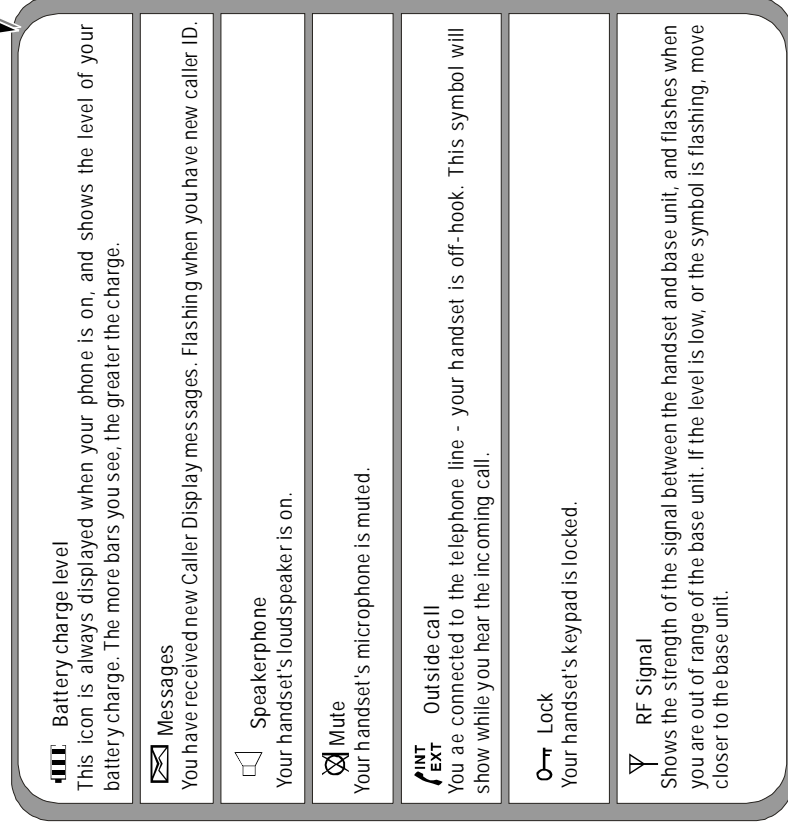 Battery charge level
This icon is always displayed when your phone is on, and shows the level of your
battery charge. The more bars you see, the greater the charge.
Messages
You have received new Caller Display messages. Flashing when you have new caller ID.
Speakerphone
Your handset's loudspeaker is on.
Mute
Your handset's microphone is muted.
INT
EXT Outside call
You ae connected to the telephone line - your handset is off-hook. This symbol will
show while you hear the incoming call.
Lock
Your handset's keypad is locked.
RF Signal
Shows the strength of the signal between the handset and base unit, and flashes when
you are out of range of the base unit. If the level is low, or the symbol is flashing, move
closer to the base unit.